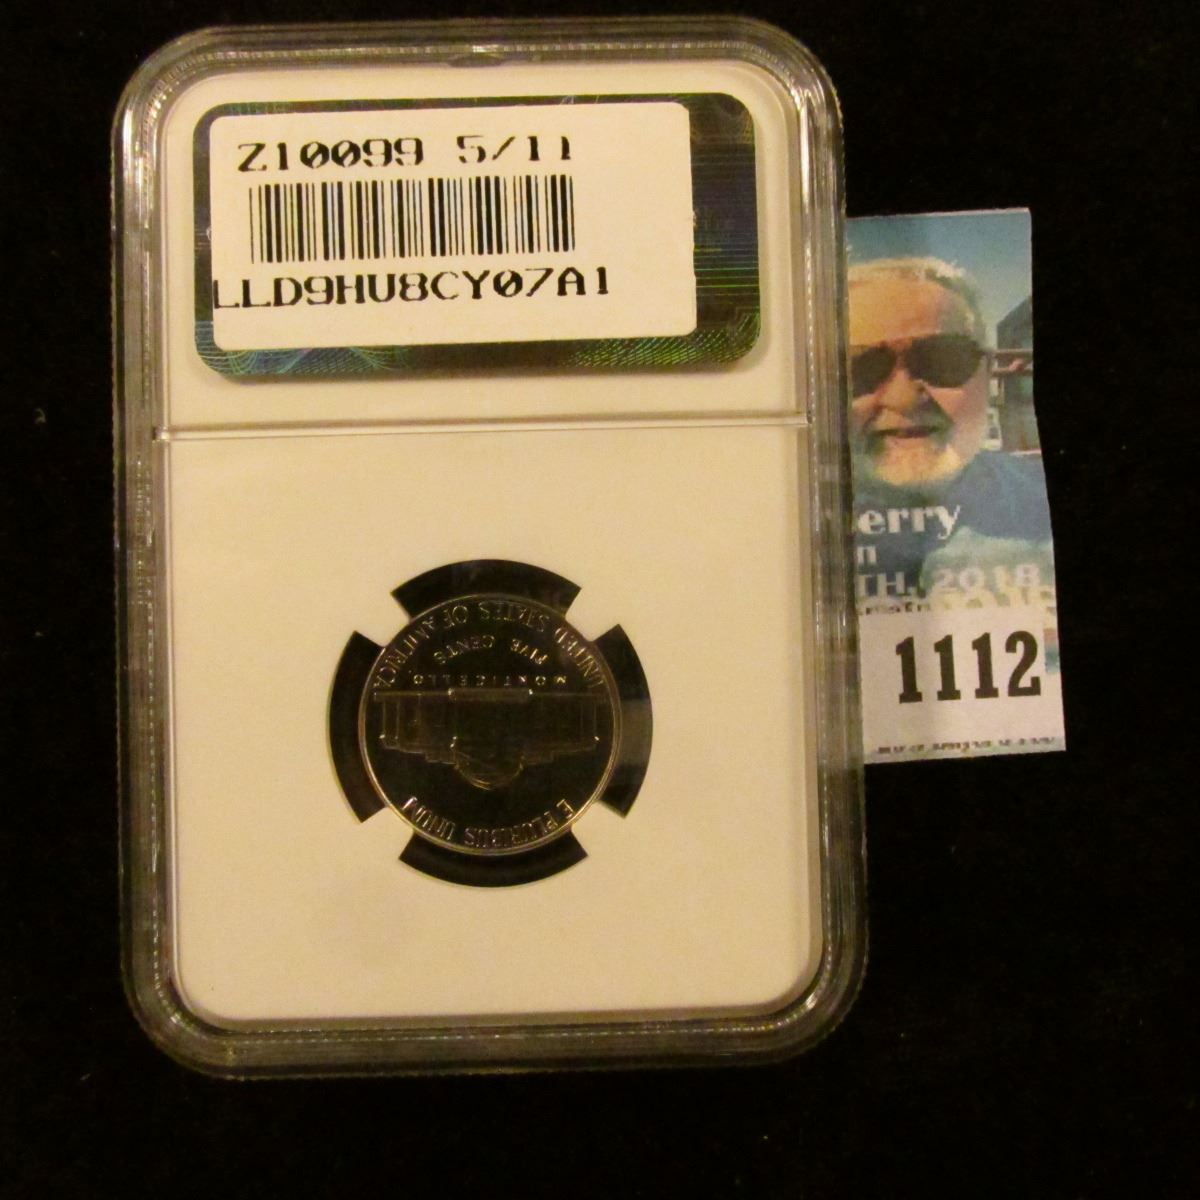 Z10099 5/11
LLD9HU8CY07A1
UNITED STATES OF AMERICA
FIVE CENTS
MONTICELLO
E PLURIBUS UNUM
erry
n
TH, 2018
1112